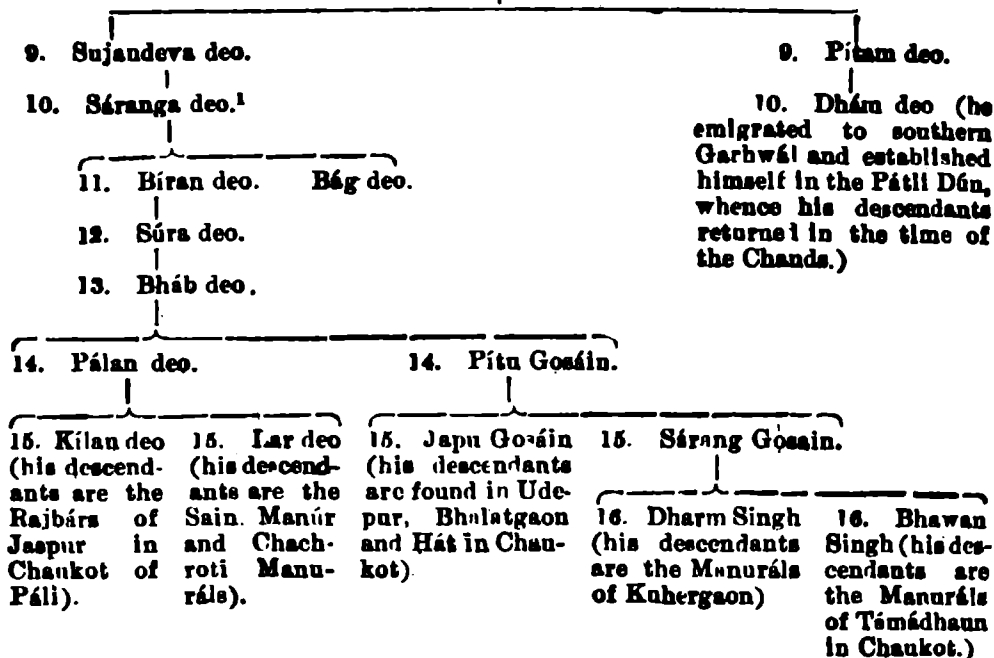 9. Sujandeva deo.
9. Pítam deo.
10. Sáranga deo.¹
10. Dhám deo (he
emigrated to southern
Garhwál and established
himself in the Pátli Dún,
whence his descendants
returned in the time of
the Chands.)
11. Bíran deo. Bág deo.
12. Súra deo.
13. Bháb deo.
14. Pálan deo.
14. Pítu Gosáin.
15. Kílan deo
(his descend-
ants are the
Rajbárs of
Jaspur in
Chaukot of
Páli).
15. Lar deo
(his descend-
ants are the
Sain. Manúr
and Chach-
roti Manu-
ráls).
15. Japu Gosáin
(his descendants
are found in Ude-
pur, Bhalatgaon
and Hát in Chau-
kot).
15. Sárang Gosain.
16. Dharm Singh
(his descendants
are the Manuráls
of Kuhergaon)
16. Bhawan
Singh (his des-
cendants are
the Manuráls
of Támádhaun
in Chaukot.)